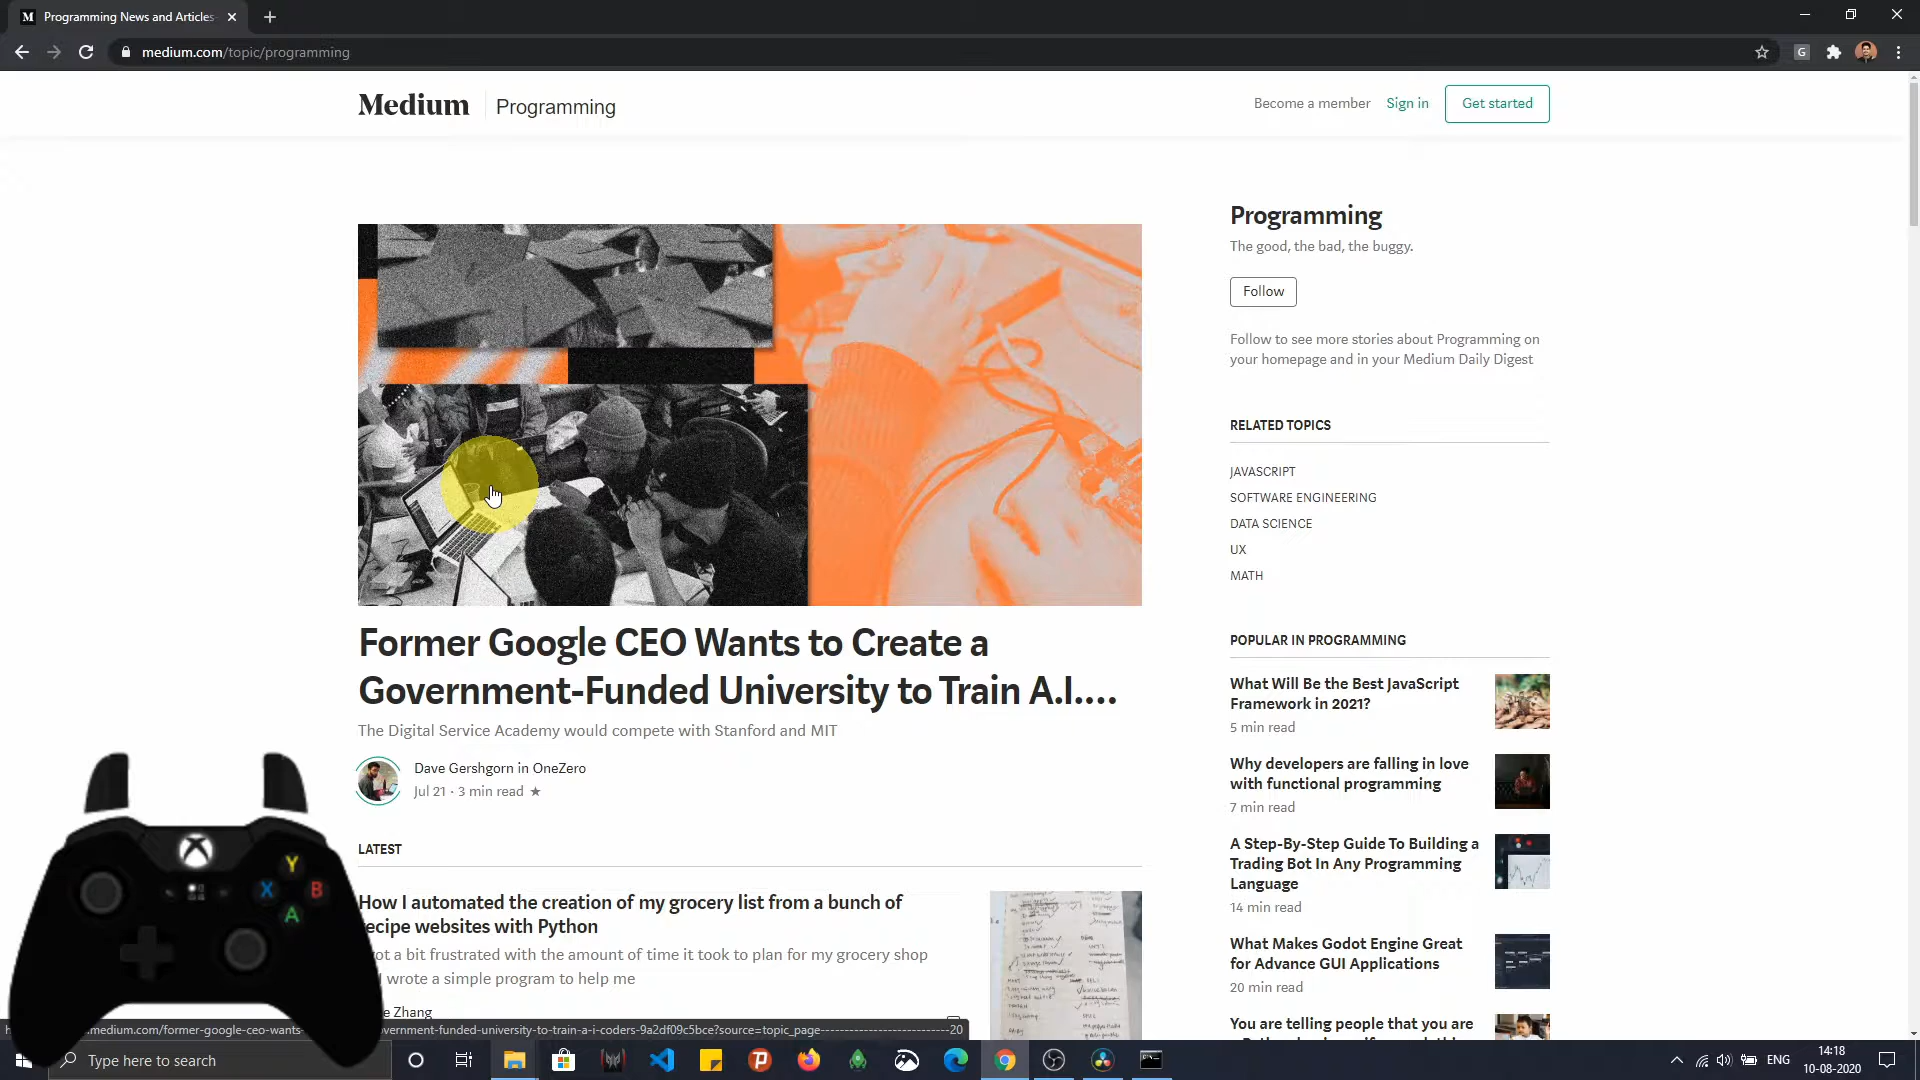 Programming News and Articles
medium.com/topic/programming
G
Medium
Programming
Become a member
Sign in
Get started
Programming
The good, the bad, the buggy.
Follow
Follow to see more stories about Programming on
your homepage and in your Medium Daily Digest
RELATED TOPICS
JAVASCRIPT
SOFTWARE ENGINEERING
DATA SCIENCE
UX
MATH
Former Google CEO Wants to Create a
Government-Funded University to Train A.I....
The Digital Service Academy would compete with Stanford and MIT
Dave Gershgorn in OneZero
Jul 21 · 3 min read ★
POPULAR IN PROGRAMMING
What Will Be the Best JavaScript
Framework in 2021?
5 min read
Why developers are falling in love
with functional programming
7 min read
A Step-By-Step Guide To Building a
Trading Bot In Any Programming
Language
14 min read
What Makes Godot Engine Great
for Advance GUI Applications
20 min read
You are telling people that you are
LATEST
How I automated the creation of my grocery list from a bunch of
recipe websites with Python
got a bit frustrated with the amount of time it took to plan for my grocery shop
wrote a simple program to help me
Zhang
.medium.com/former-google-ceo-wants- vernment-funded-university-to-train-a-i-coders-9a2df09c5bce?source=topic_page---------------------------20
Y
X
B
A
Type here to search
ENG
14:18
10-08-2020